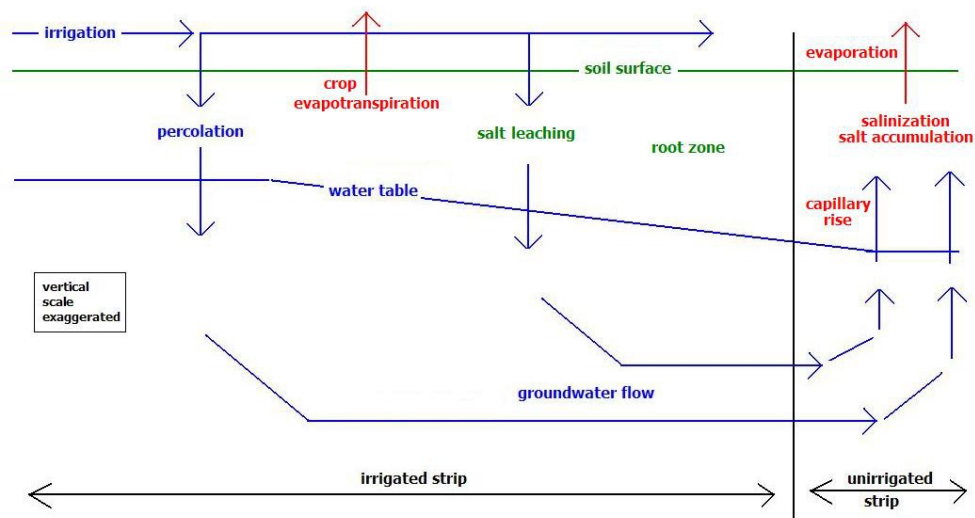 irrigation
evaporation
soil surface
crop
evapotranspiration
percolation
salt leaching
root zone
salinization
salt accumulation
water table
capillary
rise
vertical
scale
exaggerated
groundwater flow
irrigated strip
unirrigated
strip